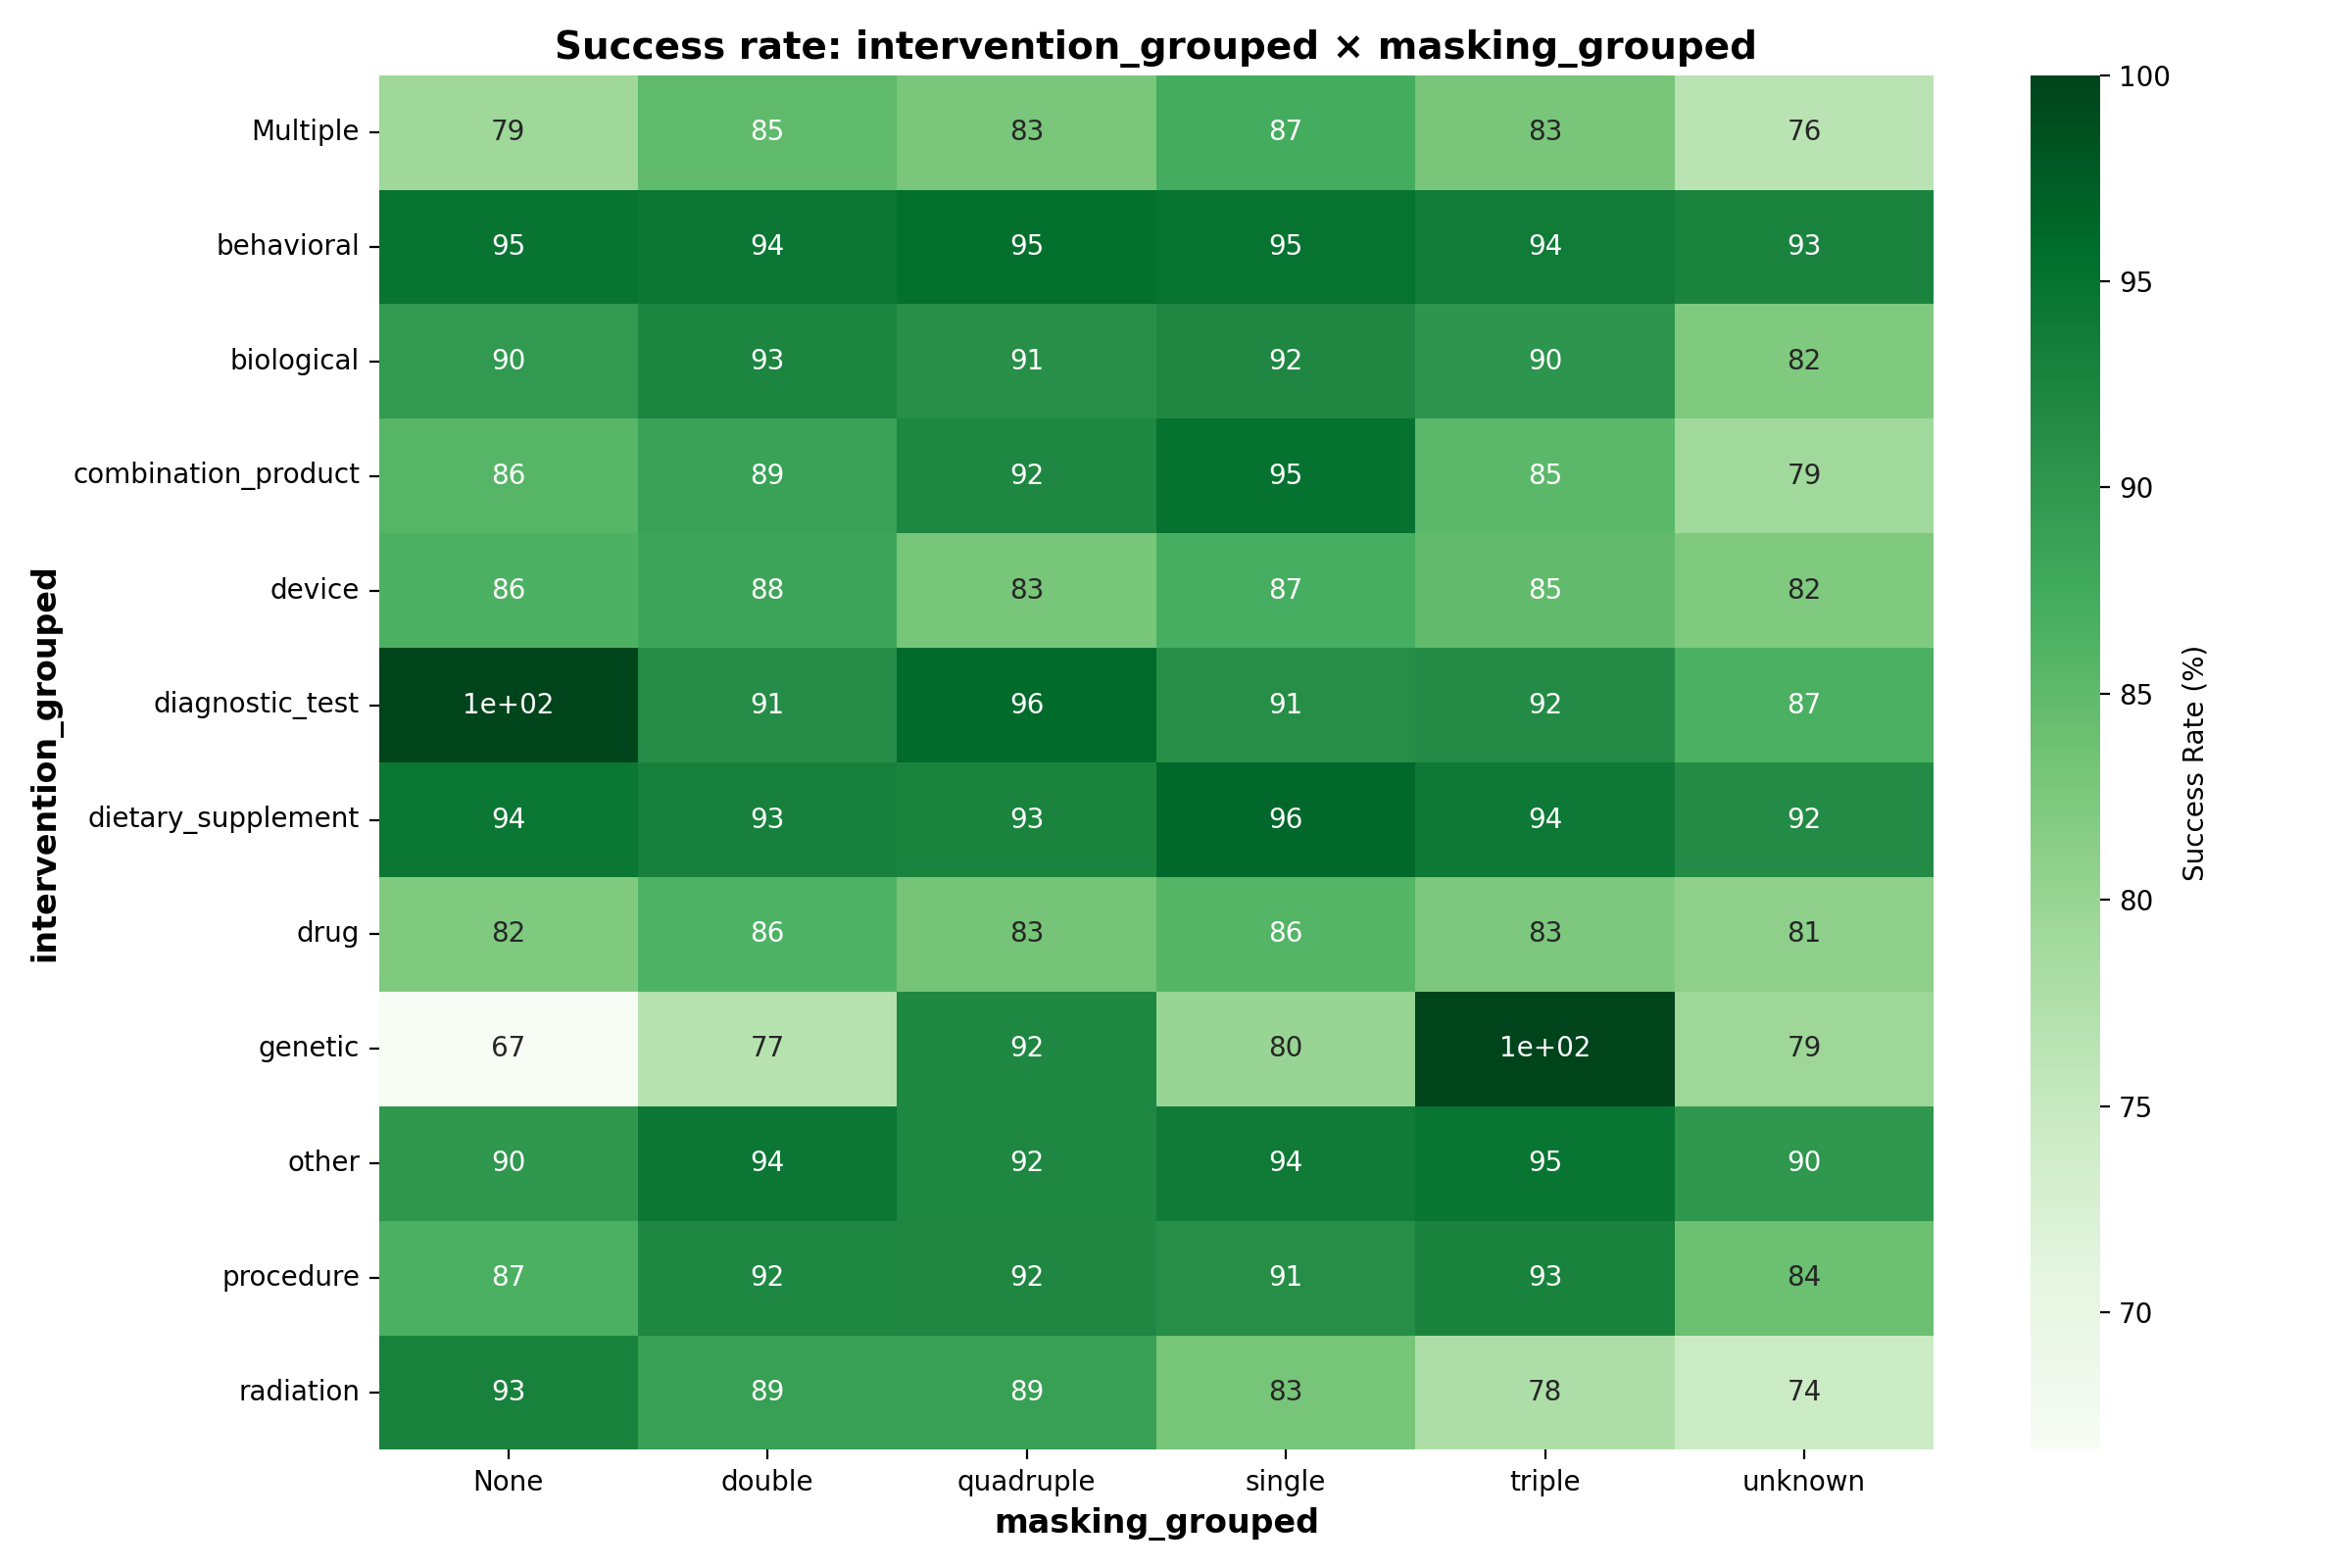 Success rate: intervention_grouped × masking_grouped
Multiple 79 85 83 87 83 76
behavioral 95 94 95 95 94 93
biological 90 93 91 92 90 82
combination_product 86 89 92 95 85 79
device 86 88 83 87 85 82
diagnostic_test 1e+02 91 96 91 92 87
dietary_supplement 94 93 93 96 94 92
drug 82 86 83 86 83 81
genetic 67 77 92 80 1e+02 79
other 90 94 92 94 95 90
procedure 87 92 92 91 93 84
radiation 93 89 89 83 78 74
None double quadruple single triple unknown
masking_grouped
intervention_grouped
100
95
90
85
80
75
70
Success Rate (%)